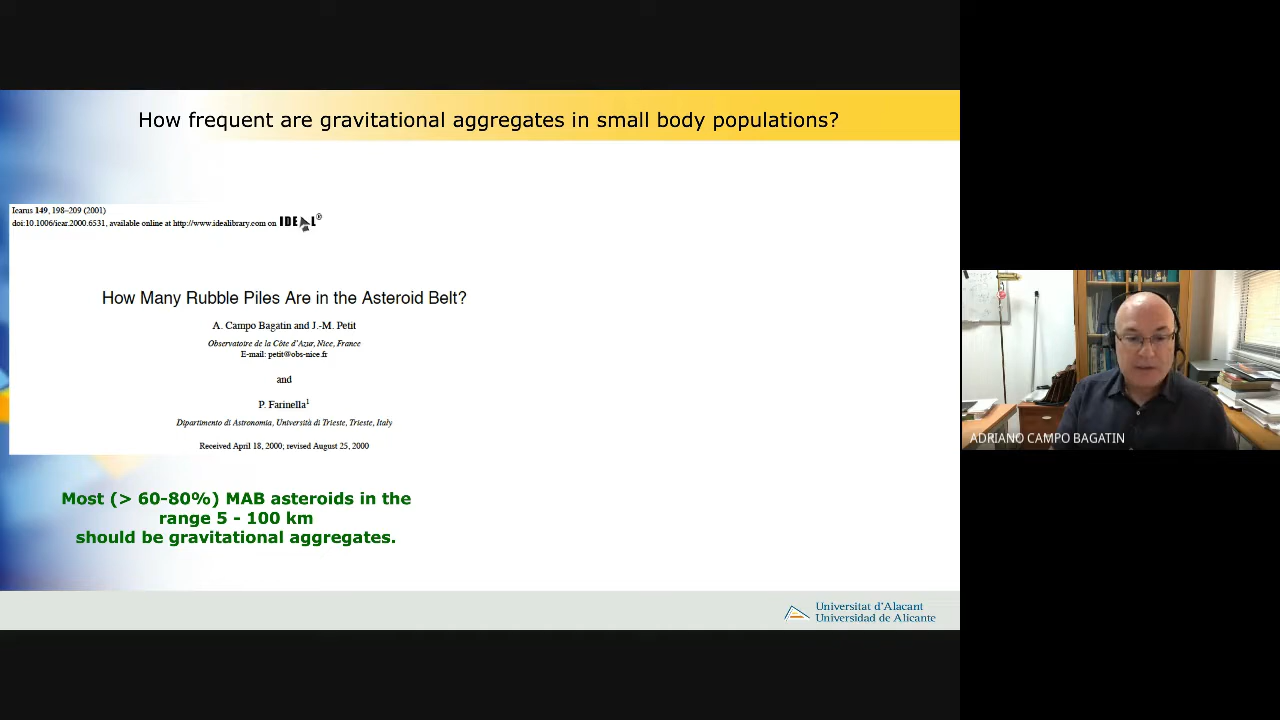 How frequent are gravitational aggregates in small body populations?
Icarus 149, 198–209 (2001)
doi:10.1006/icar.2000.6531, available online at http://www.idealibrary.com on IDEAL®
How Many Rubble Piles Are in the Asteroid Belt?
A. Campo Bagatin and J.-M. Petit
Observatoire de la Côte d'Azur, Nice, France
E-mail: petit@obs-nice.fr
and
P. Farinella1
Dipartimento di Astronomia, Università di Trieste, Trieste, Italy
Received April 18, 2000; revised August 25, 2000
Most (> 60-80%) MAB asteroids in the
range 5 - 100 km
should be gravitational aggregates.
Universitat d'Alacant
Universidad de Alicante
ADRIANO CAMPO BAGATIN